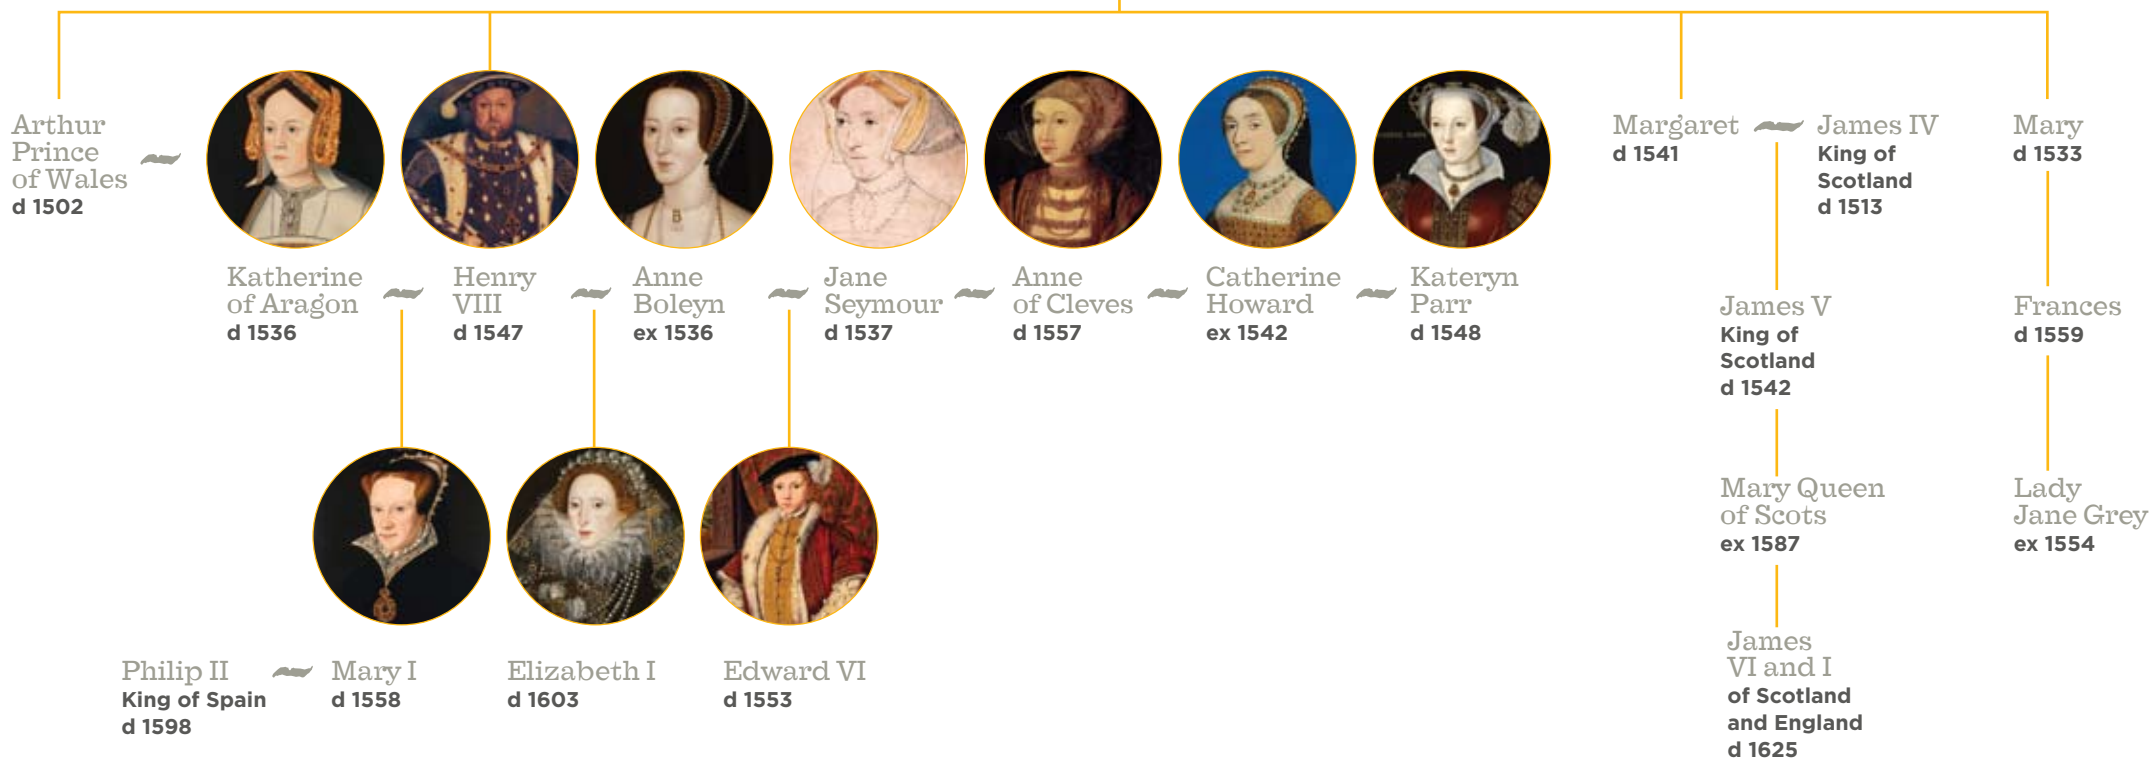 Arthur
Prince
of Wales
d 1502
Katherine
of Aragon
d 1536
Henry
VIII
d 1547
Anne
Boleyn
ex 1536
Jane
Seymour
d 1537
Anne
of Cleves
d 1557
Catherine
Howard
ex 1542
Kateryn
Parr
d 1548
Margaret
d 1541
James IV
King of
Scotland
d 1513
Mary
d 1533
James V
King of
Scotland
d 1542
Frances
d 1559
Mary Queen
of Scots
ex 1587
Lady
Jane Grey
ex 1554
Philip II
King of Spain
d 1598
Mary I
d 1558
Elizabeth I
d 1603
Edward VI
d 1553
James
VI and I
of Scotland
and England
d 1625